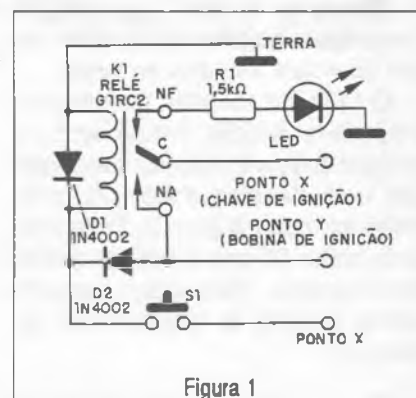 TERRA
K1
RELÉ
G1RC2
NF
R1
1,5kΩ
C
LED
PONTO X
(CHAVE DE IGNIÇÃO)
NA
PONTO Y
(BOBINA DE IGNIÇÃO)
D1
1N4002
D2
1N4002
S1
PONTO X
Figura 1